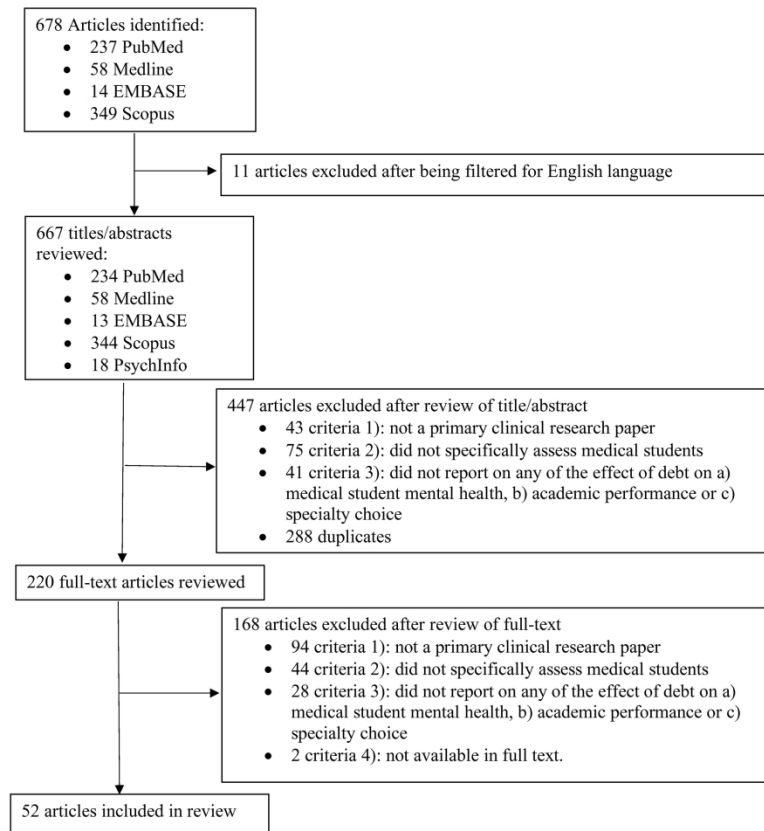 678 Articles identified:
• 237 PubMed
• 58 Medline
• 14 EMBASE
• 349 Scopus
11 articles excluded after being filtered for English language
667 titles/abstracts
reviewed:
• 234 PubMed
• 58 Medline
• 13 EMBASE
• 344 Scopus
• 18 PsychInfo
447 articles excluded after review of title/abstract
• 43 criteria 1): not a primary clinical research paper
• 75 criteria 2): did not specifically assess medical students
• 41 criteria 3): did not report on any of the effect of debt on a)
medical student mental health, b) academic performance or c)
specialty choice
• 288 duplicates
220 full-text articles reviewed
168 articles excluded after review of full-text
• 94 criteria 1): not a primary clinical research paper
• 44 criteria 2): did not specifically assess medical students
• 28 criteria 3): did not report on any of the effect of debt on a)
medical student mental health, b) academic performance or c)
specialty choice
• 2 criteria 4): not available in full text.
52 articles included in review